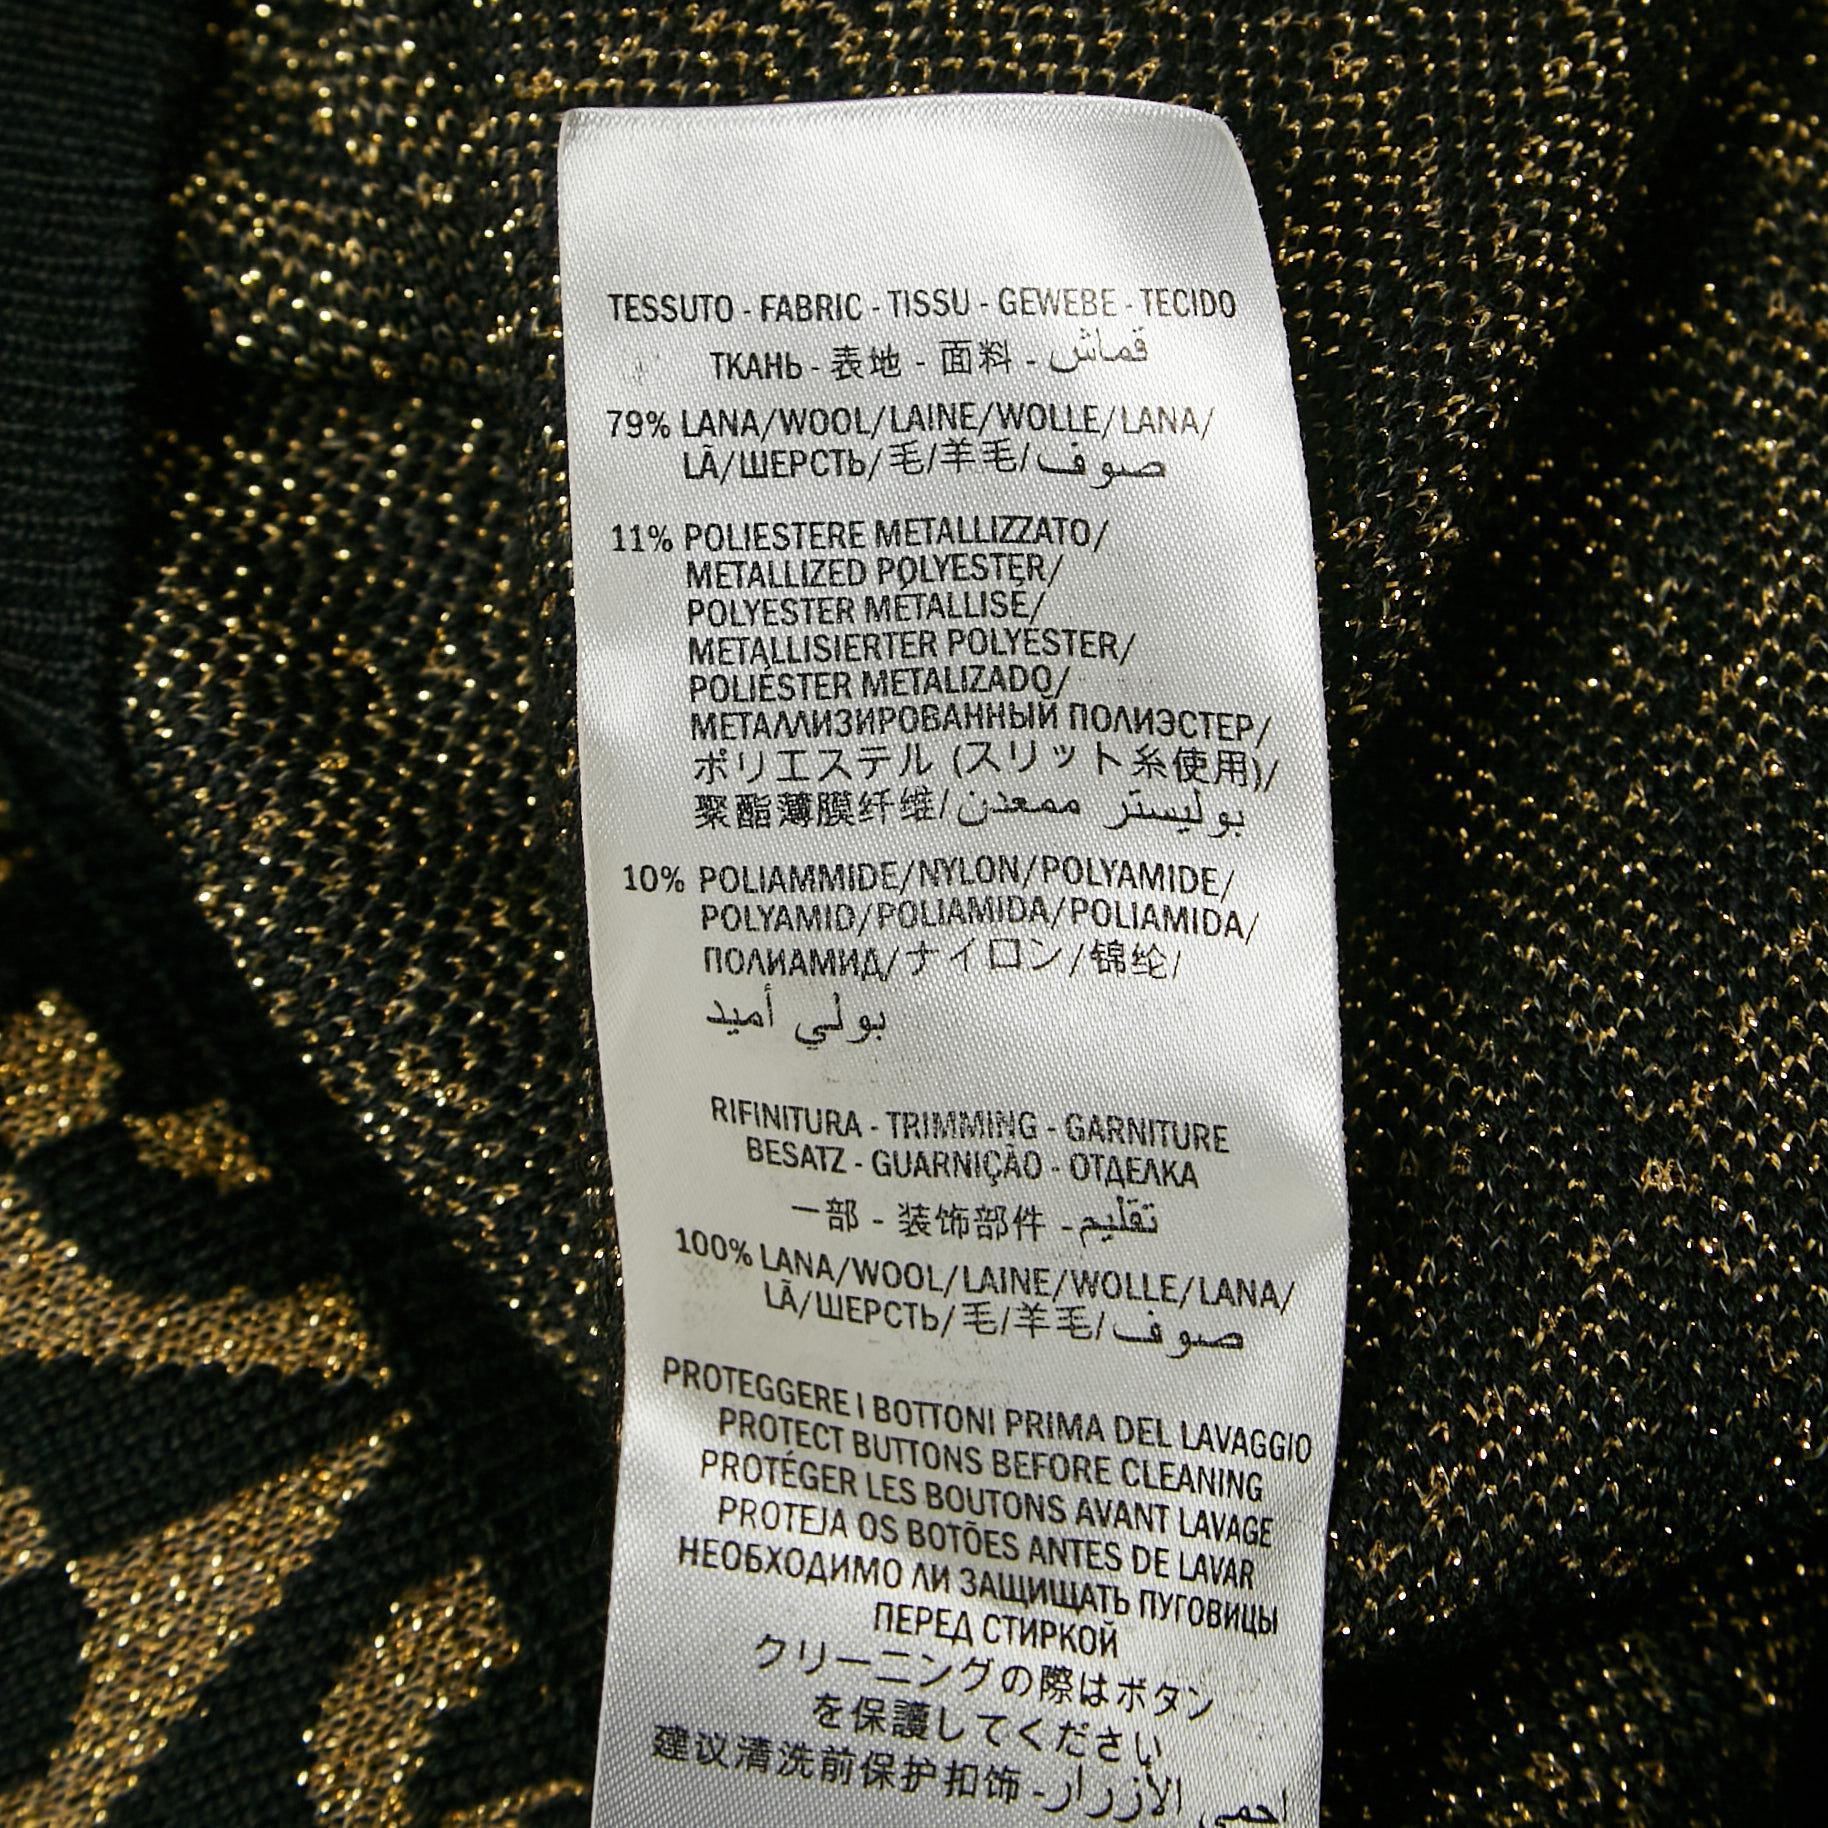 TESSUTO - FABRIC - TISSU - GEWEBE - TECIDO
ТКАНЬ - 表地 - 面料 - قماش
79% LANA/WOOL/LAINE/WOLLE/LANA/
LÃ/ШЕРСТЬ/毛/羊毛/صوف
11% POLIESTERE METALLIZZATO/
METALLIZED POLYESTER/
POLYESTER MÉTALLISÉ/
METALLISIERTER POLYESTER/
POLIÉSTER METALIZADO/
МЕТАЛЛИЗИРОВАННЫЙ ПОЛИЭСТЕР/
ポリエステル (スリット糸使用)/
聚酯薄膜纤维/بوليستر ممعدن
10% POLIAMMIDE/NYLON/POLYAMIDE/
POLYAMID/POLIAMIDA/POLIAMIDA/
ПОЛИАМИД/ナイロン/锦纶/
بولي أميد
RIFINITURA - TRIMMING - GARNITURE
BESATZ - GUARNIÇÃO - ОТДЕЛКА
一部 - 装饰部件 - تقليم
100% LANA/WOOL/LAINE/WOLLE/LANA/
LÃ/ШЕРСТЬ/毛/羊毛/صوف
PROTEGGERE I BOTTONI PRIMA DEL LAVAGGIO
PROTECT BUTTONS BEFORE CLEANING
PROTÉGER LES BOUTONS AVANT LAVAGE
PROTEJA OS BOTÕES ANTES DE LAVAR
НЕОБХОДИМО ЛИ ЗАЩИЩАТЬ ПУГОВИЦЫ
ПЕРЕД СТИРКОЙ
クリーニングの際はボタン
を保護してください
建议清洗前保护扣饰 - احمي الأزرار